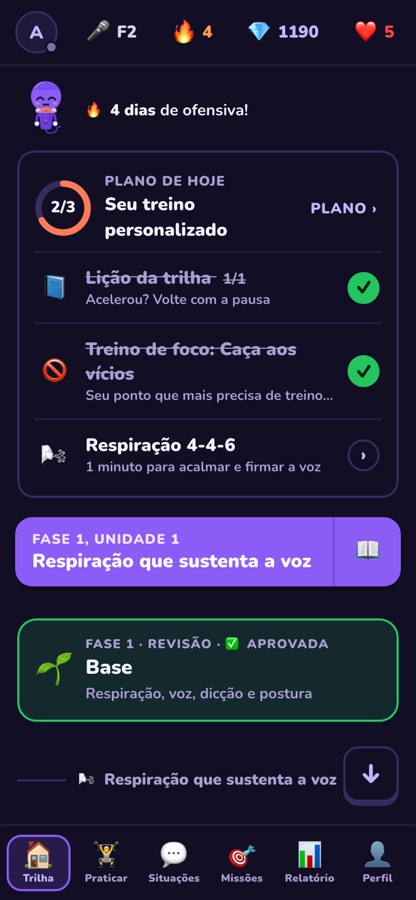 A
F2
4
1190
5
4 dias de ofensiva!
2/3
PLANO DE HOJE
Seu treino
personalizado
PLANO ›
Lição da trilha 1/1
Acelerou? Volte com a pausa
Treino de foco: Caça aos
vícios
Seu ponto que mais precisa de treino...
Respiração 4-4-6
1 minuto para acalmar e firmar a voz
FASE 1, UNIDADE 1
Respiração que sustenta a voz
FASE 1 · REVISÃO · ✅ APROVADA
Base
Respiração, voz, dicção e postura
Respiração que sustenta a voz
Trilha
Praticar
Situações
Missões
Relatório
Perfil